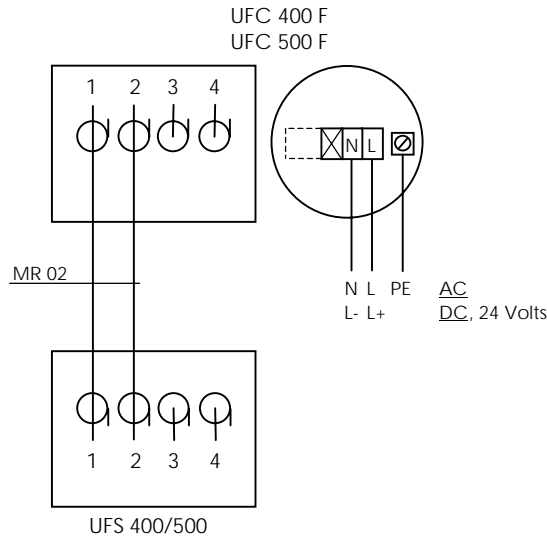 UFC 400 F
UFC 500 F
1 2 3 4
N L
MR 02
N L PE AC
L- L+ DC, 24 Volts
1 2 3 4
UFS 400/500